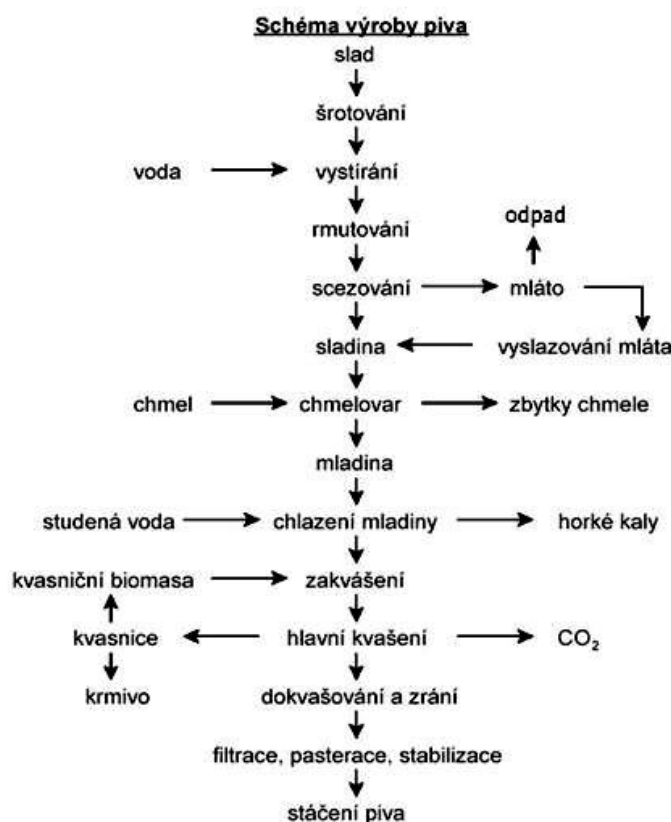 Schéma výroby piva
slad
šrotování
voda vystírání
odpad
rmutování
scezování mláto
sladina vyslazování mláta
chmel chmelovar zbytky chmele
mladina
studená voda chlazení mladiny horké kaly
kvasniční biomasa zakvášení
kvasnice hlavní kvašení CO₂
krmivo dokvašování a zrání
filtrace, pasterace, stabilizace
stáčení piva